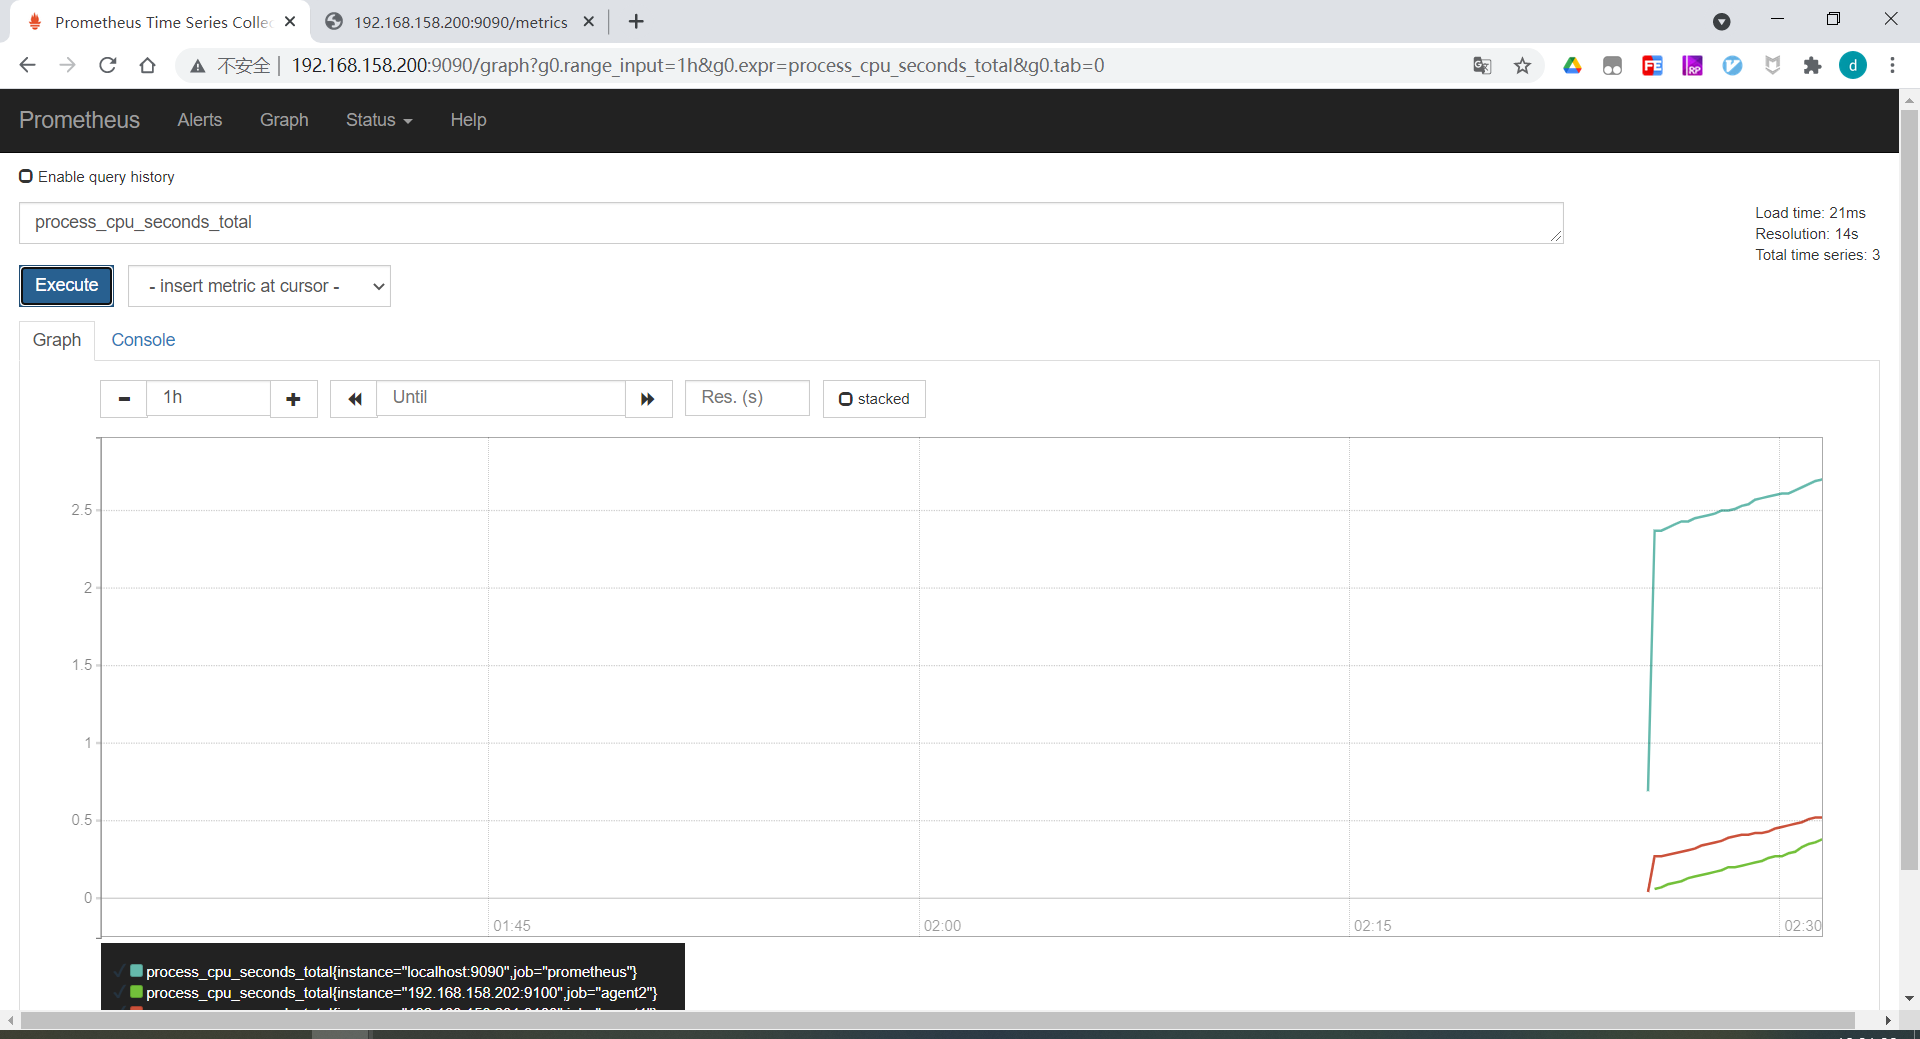 Prometheus Time Series Collec
192.168.158.200:9090/metrics
不安全 | 192.168.158.200:9090/graph?g0.range_input=1h&g0.expr=process_cpu_seconds_total&g0.tab=0
FE
RP
d
Prometheus Alerts Graph Status Help
Enable query history
process_cpu_seconds_total
Load time: 21ms
Resolution: 14s
Total time series: 3
Execute
- insert metric at cursor -
Graph Console
1h Until Res. (s) stacked
2.5
2
1.5
1
0.5
0
01:45 02:00 02:15 02:30
process_cpu_seconds_total{instance="localhost:9090",job="prometheus"}
process_cpu_seconds_total{instance="192.168.158.202:9100",job="agent2"}